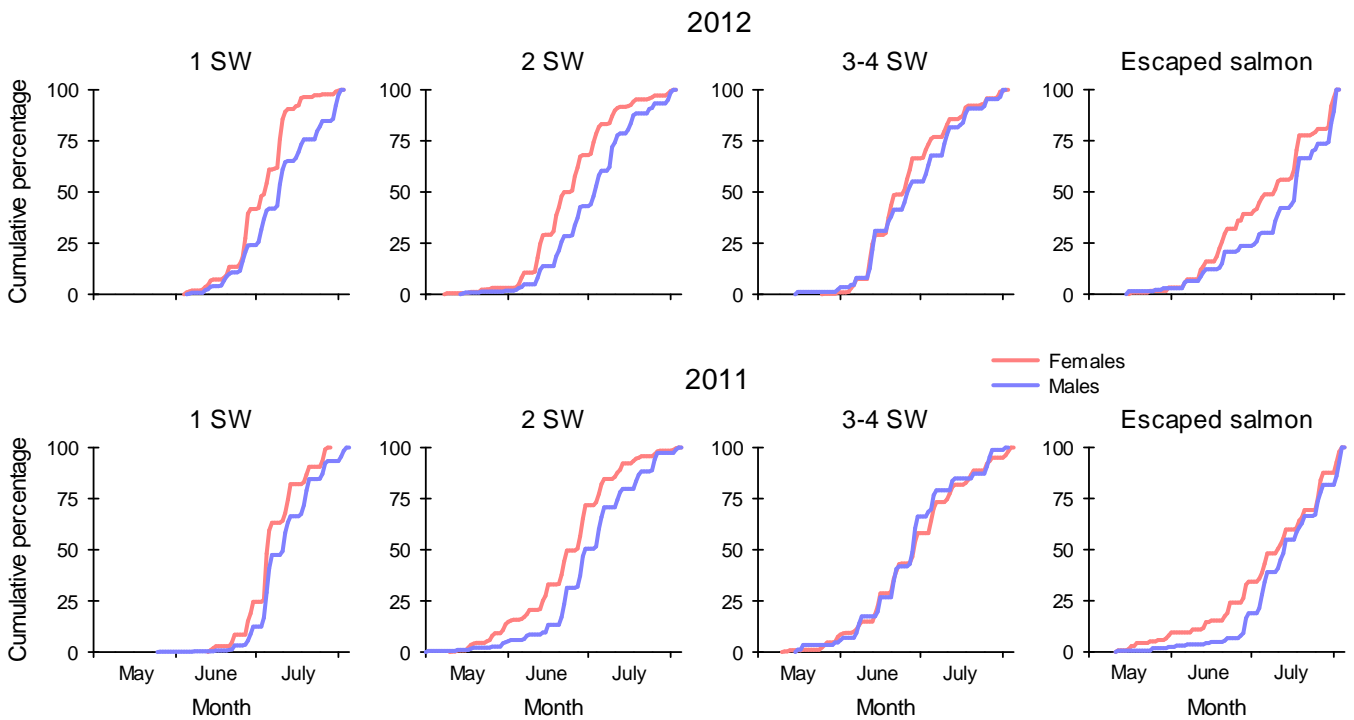 2012
1 SW
2 SW
3-4 SW
Escaped salmon
Cumulative percentage
100
75
50
25
0
100
75
50
25
0
100
75
50
25
0
100
75
50
25
0
Females
Males
2011
1 SW
2 SW
3-4 SW
Escaped salmon
Cumulative percentage
100
75
50
25
0
100
75
50
25
0
100
75
50
25
0
100
75
50
25
0
May June July
May June July
May June July
May June July
Month
Month
Month
Month